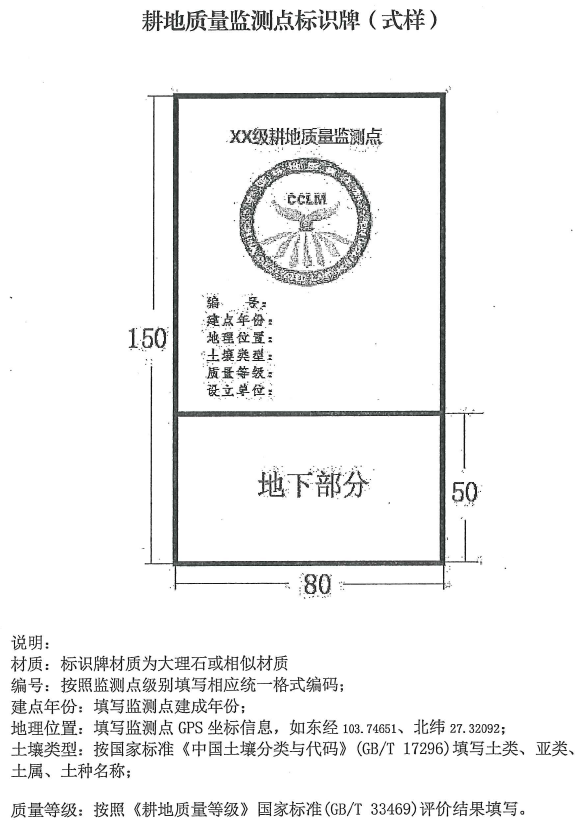 耕地质量监测点标识牌（式样）
XX级耕地质量监测点
CCLM
编 号：
建点年份：
地理位置：
土壤类型：
质量等级：
设立单位：
150
地下部分
50
80
说明：
材质：标识牌材质为大理石或相似材质
编号：按照监测点级别填写相应统一格式编码；
建点年份：填写监测点建成年份；
地理位置：填写监测点 GPS 坐标信息，如东经 103.74651、北纬 27.32092；
土壤类型：按国家标准《中国土壤分类与代码》(GB/T 17296)填写土类、亚类、
土属、土种名称；
质量等级：按照《耕地质量等级》国家标准(GB/T 33469)评价结果填写。